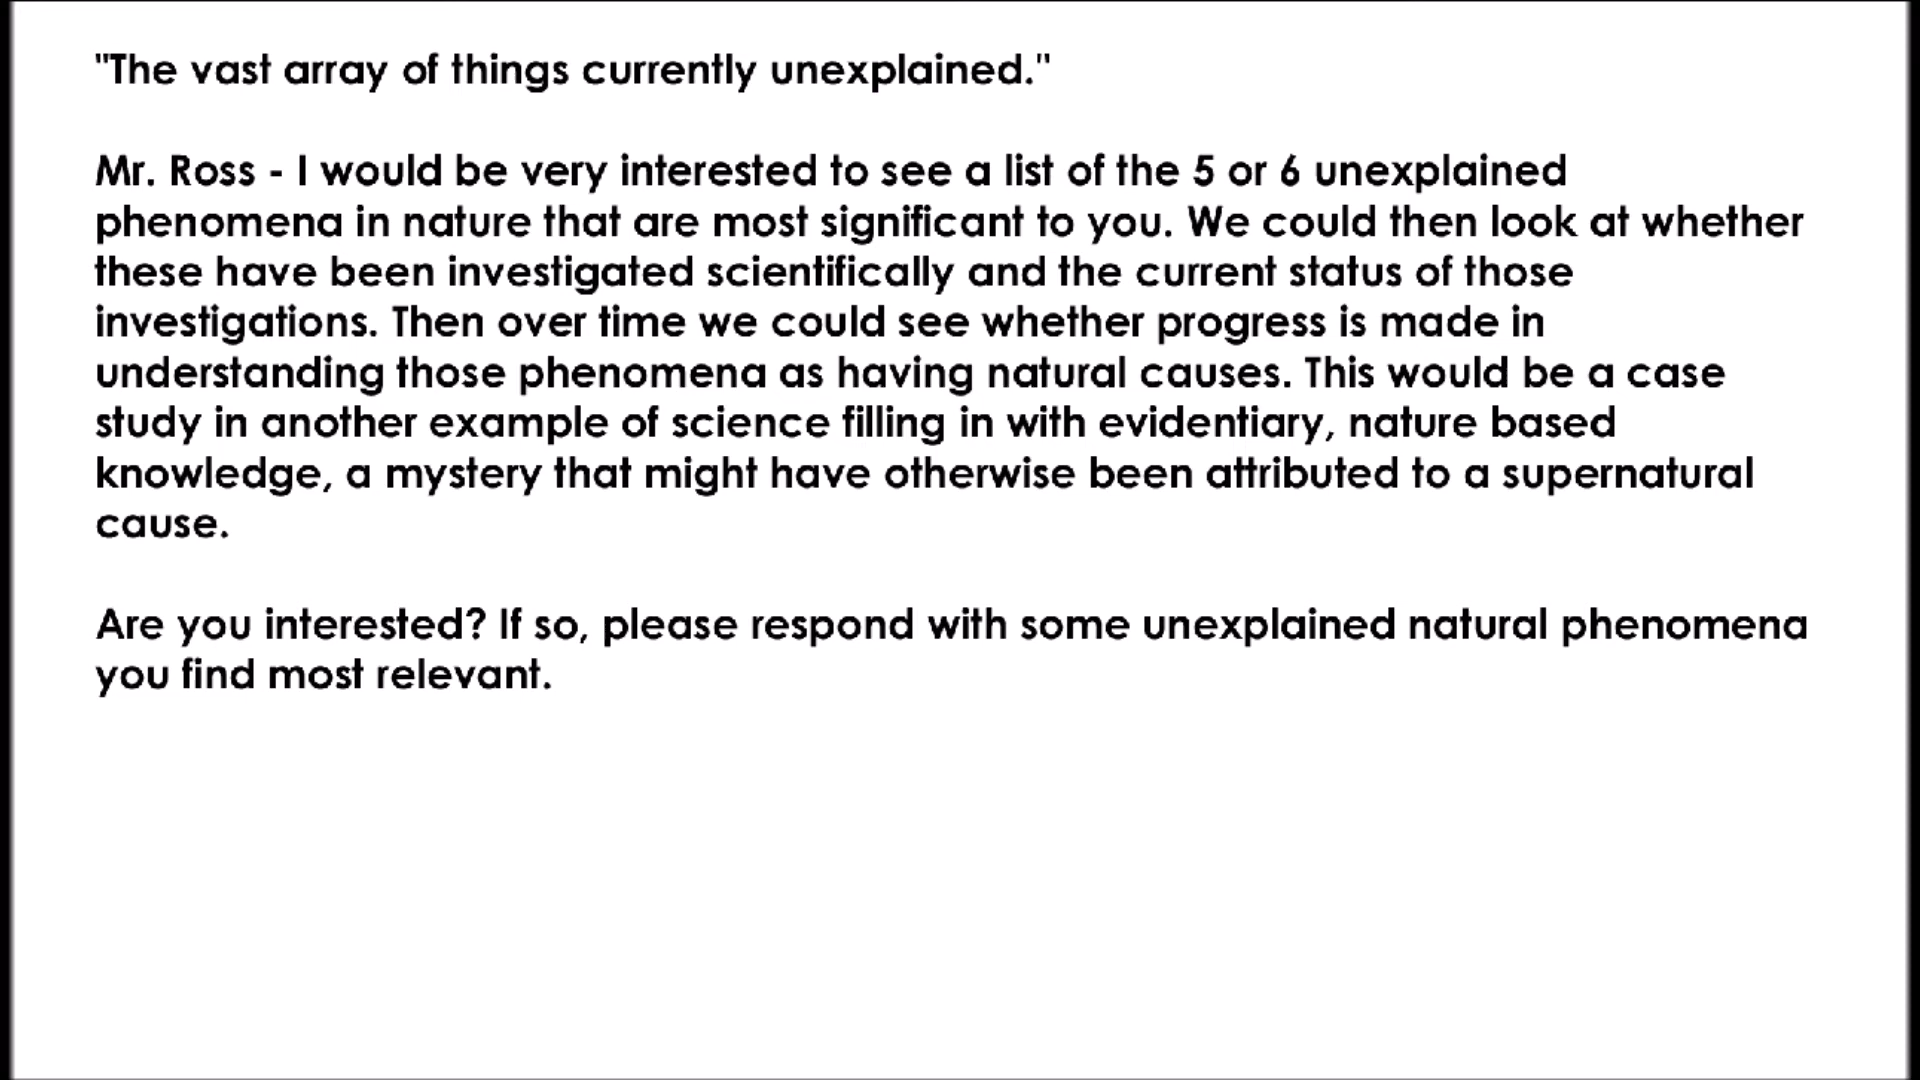 "The vast array of things currently unexplained."
Mr. Ross - I would be very interested to see a list of the 5 or 6 unexplained
phenomena in nature that are most significant to you. We could then look at whether
these have been investigated scientifically and the current status of those
investigations. Then over time we could see whether progress is made in
understanding those phenomena as having natural causes. This would be a case
study in another example of science filling in with evidentiary, nature based
knowledge, a mystery that might have otherwise been attributed to a supernatural
cause.
Are you interested? If so, please respond with some unexplained natural phenomena
you find most relevant.